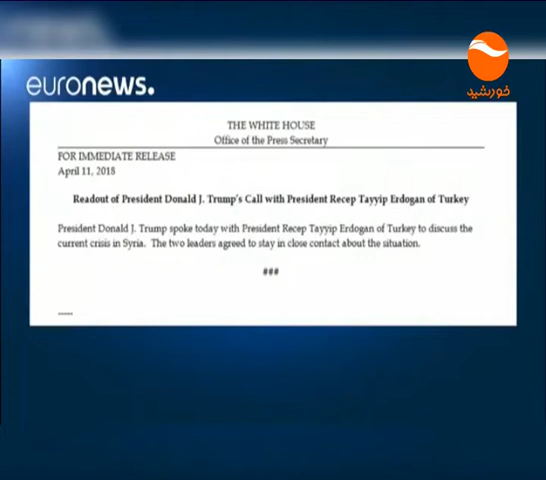 خورشید
euronews.
THE WHITE HOUSE
Office of the Press Secretary
FOR IMMEDIATE RELEASE
April 11, 2018
Readout of President Donald J. Trump's Call with President Recep Tayyip Erdogan of Turkey
President Donald J. Trump spoke today with President Recep Tayyip Erdogan of Turkey to discuss the
current crisis in Syria. The two leaders agreed to stay in close contact about the situation.
###
-----